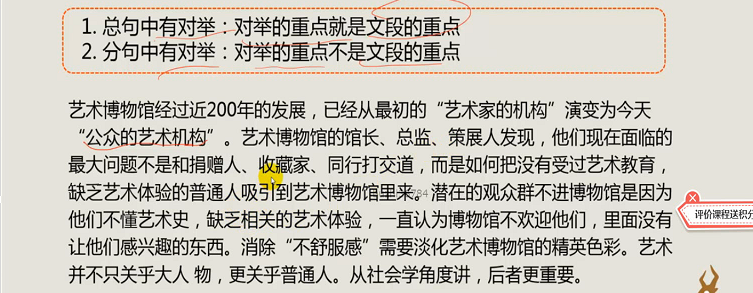 1. 总句中有对举：对举的重点就是文段的重点
2. 分句中有对举：对举的重点不是文段的重点
艺术博物馆经过近200年的发展，已经从最初的“艺术家的机构”演变为今天
“公众的艺术机构”。艺术博物馆的馆长、总监、策展人发现，他们现在面临的
最大问题不是和捐赠人、收藏家、同行打交道，而是如何把没有受过艺术教育，
缺乏艺术体验的普通人吸引到艺术博物馆里来。潜在的观众群不进博物馆是因为
他们不懂艺术史，缺乏相关的艺术体验，一直认为博物馆不欢迎他们，里面没有
评价课程送积分
让他们感兴趣的东西。消除“不舒服感”需要淡化艺术博物馆的精英色彩。艺术
并不只关乎大人 物，更关乎普通人。从社会学角度讲，后者更重要。